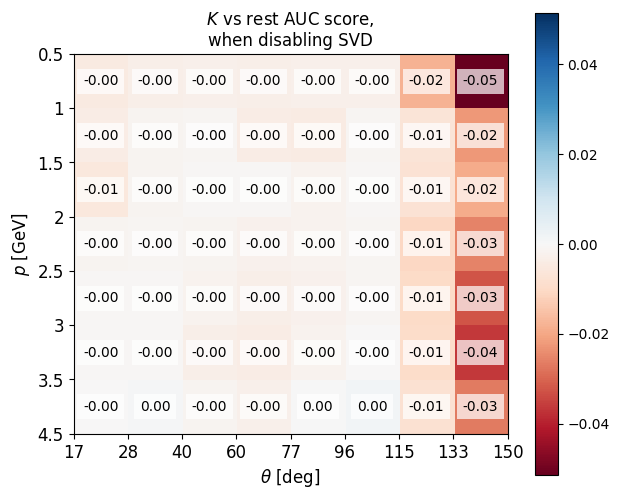 K vs rest AUC score,
when disabling SVD
0.5
-0.00 -0.00 -0.00 -0.00 -0.00 -0.00 -0.02 -0.05
1
-0.00 -0.00 -0.00 -0.00 -0.00 -0.00 -0.01 -0.02
1.5
-0.01 -0.00 -0.00 -0.00 -0.00 -0.00 -0.01 -0.02
2
-0.00 -0.00 -0.00 -0.00 -0.00 -0.00 -0.01 -0.03
2.5
-0.00 -0.00 -0.00 -0.00 -0.00 -0.00 -0.01 -0.03
3
-0.00 -0.00 -0.00 -0.00 -0.00 -0.00 -0.01 -0.04
3.5
-0.00 0.00 -0.00 -0.00 0.00 0.00 -0.01 -0.03
4.5
p [GeV]
17 28 40 60 77 96 115 133 150
θ [deg]
0.04
0.02
0.00
−0.02
−0.04